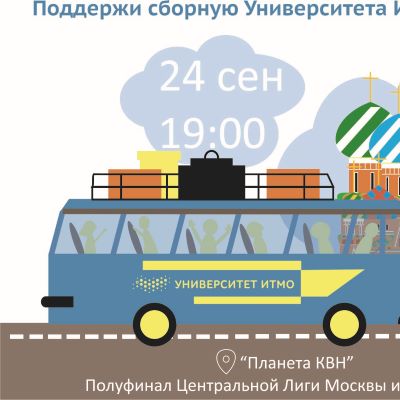 Поддержи сборную Университета И
24 сен
19:00
УНИВЕРСИТЕТ ИТМО
“Планета КВН”
Полуфинал Центральной Лиги Москвы и